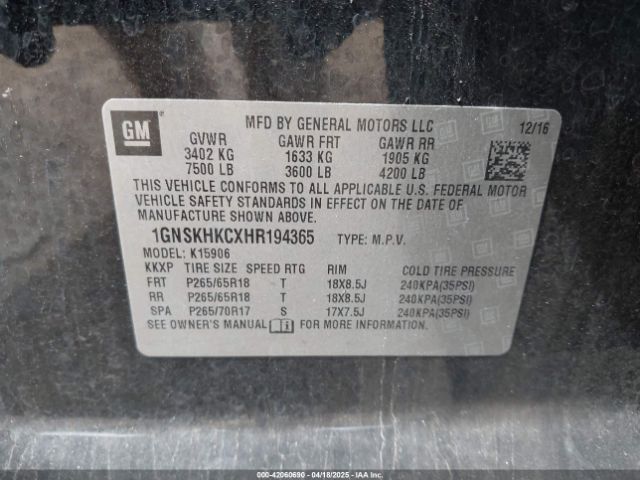 GM
MFD BY GENERAL MOTORS LLC 12/16
GVWR GAWR FRT GAWR RR
3402 KG 1633 KG 1905 KG
7500 LB 3600 LB 4200 LB
THIS VEHICLE CONFORMS TO ALL APPLICABLE U.S. FEDERAL MOTOR
VEHICLE SAFETY STANDARDS IN EFFECT ON THE DATE OF
MANUFACTURE SHOWN ABOVE.
1GNSKHKCXHR194365 TYPE: M.P.V.
MODEL: K15906
KKXP TIRE SIZE SPEED RTG RIM COLD TIRE PRESSURE
FRT P265/65R18 T 18X8.5J 240KPA(35PSI)
RR P265/65R18 T 18X8.5J 240KPA(35PSI)
SPA P265/70R17 S 17X7.5J 240KPA(35PSI)
SEE OWNER'S MANUAL FOR MORE INFORMATION.
000-42060690 - 04/18/2025 - IAAI.COM